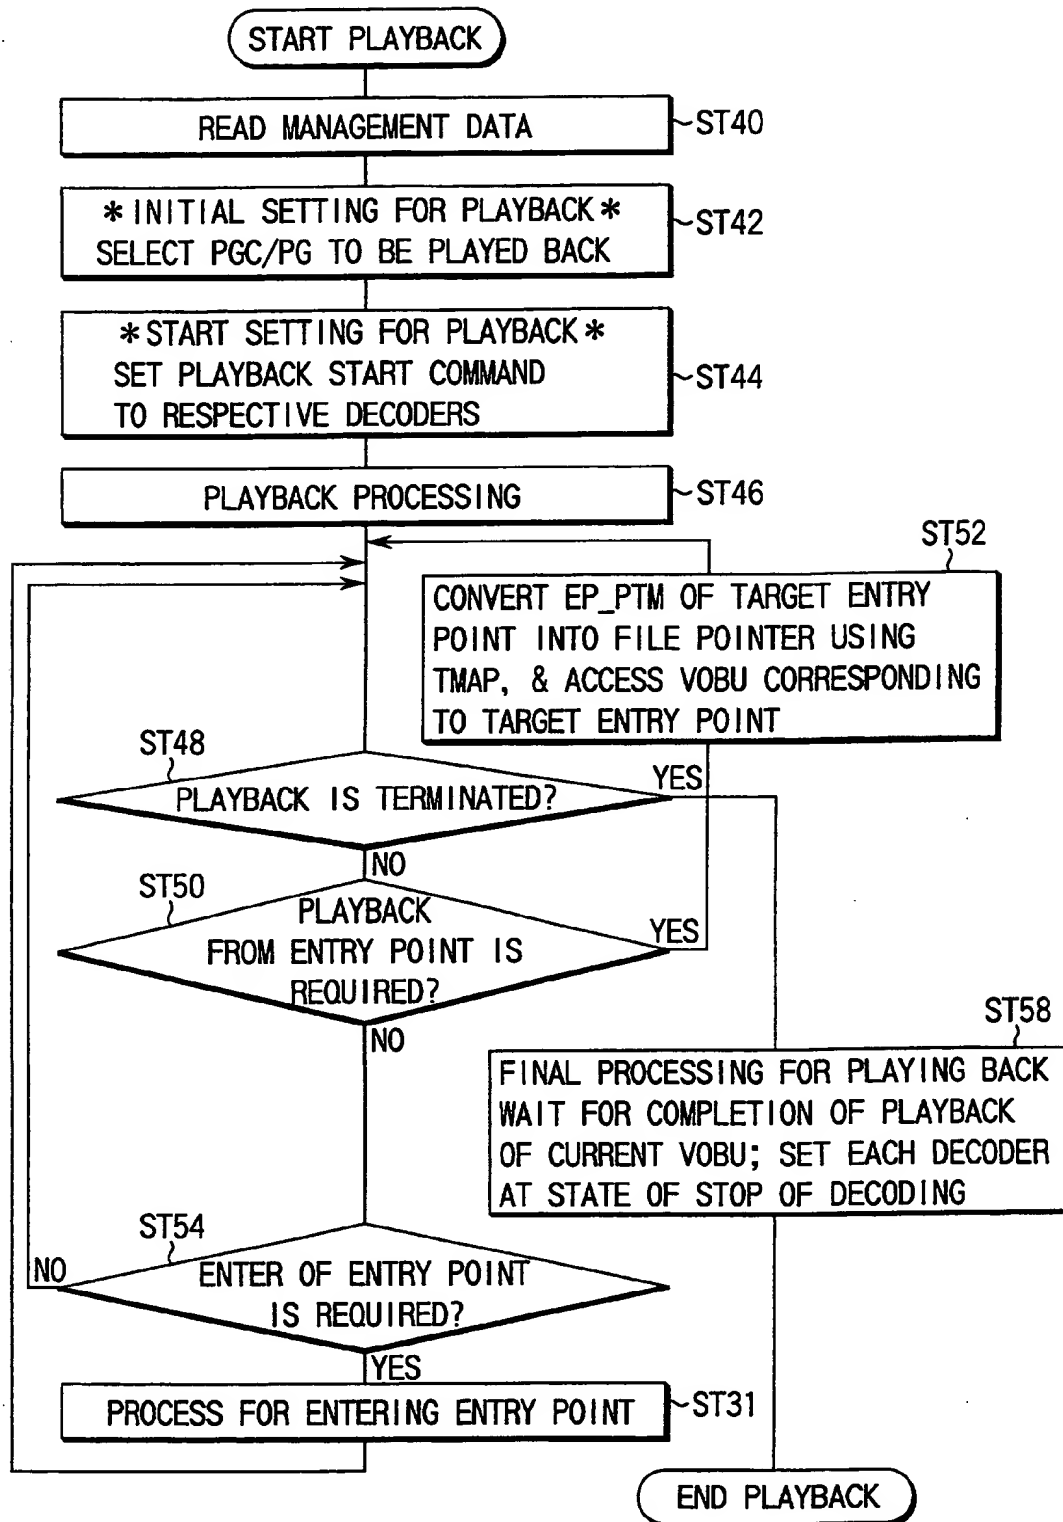 START PLAYBACK
READ MANAGEMENT DATA
ST40
*INITIAL SETTING FOR PLAYBACK*
SELECT PGC/PG TO BE PLAYED BACK
ST42
*START SETTING FOR PLAYBACK*
SET PLAYBACK START COMMAND
TO RESPECTIVE DECODERS
ST44
PLAYBACK PROCESSING
ST46
ST52
CONVERT EP_PTM OF TARGET ENTRY
POINT INTO FILE POINTER USING
TMAP, & ACCESS VOBU CORRESPONDING
TO TARGET ENTRY POINT
ST48
PLAYBACK IS TERMINATED?
YES
NO
ST50
PLAYBACK
FROM ENTRY POINT IS
REQUIRED?
YES
NO
ST58
FINAL PROCESSING FOR PLAYING BACK
WAIT FOR COMPLETION OF PLAYBACK
OF CURRENT VOBU; SET EACH DECODER
AT STATE OF STOP OF DECODING
ST54
ENTER OF ENTRY POINT
IS REQUIRED?
NO
YES
PROCESS FOR ENTERING ENTRY POINT
ST31
END PLAYBACK